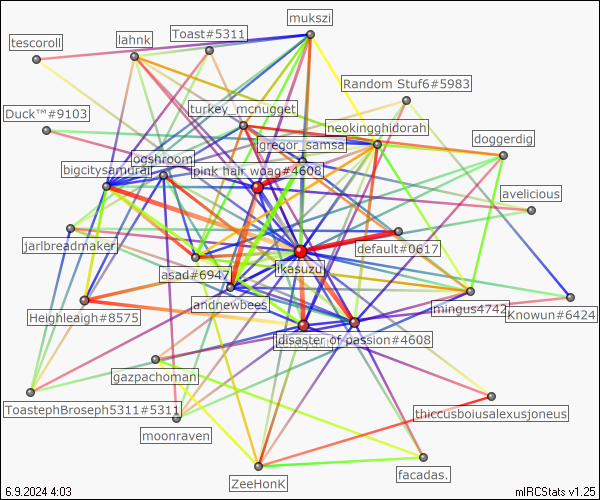 mukszi
Toast#5311
lahnk
tescoroll
Random Stuf6#5983
turkey_mcnugget
Duck™#9103
neokingghidorah
doggerdig
gregor_samsa
ogshroom
bigcitysamurai
pink hair woag#4608
avelicious
jarlbreadmaker
default#0617
ikasuzu
asad#6947
andnewbees
mingus4742
Knowun#6424
Heighleaigh#8575
disaster of passion#4608
gazpachoman
ToastephBroseph5311#5311
thiccusboiusalexusjoneus
moonraven
facadas.
ZeeHonK
6.9.2024 4:03
mIRCStats v1.25